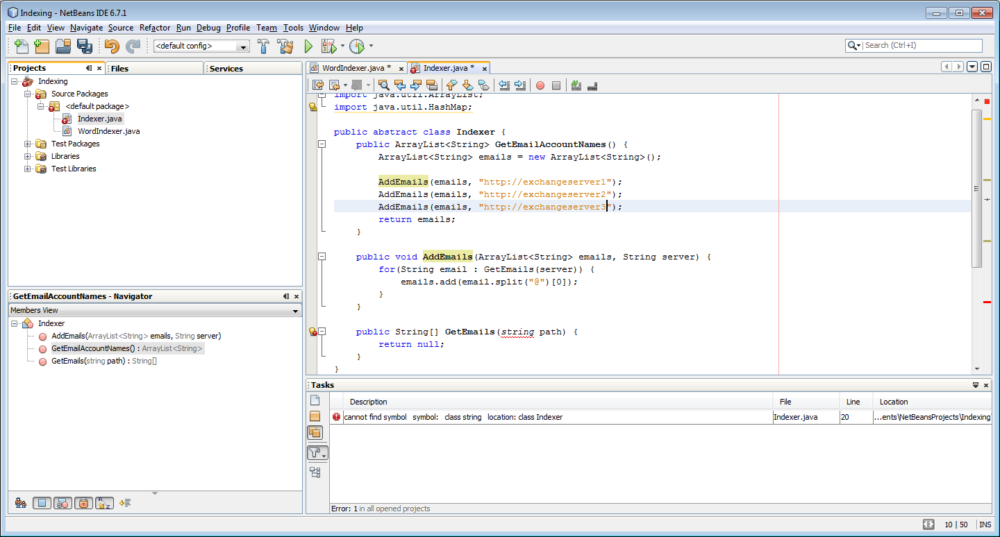 Indexing - NetBeans IDE 6.7.1
File Edit View Navigate Source Refactor Run Debug Profile Team Tools Window Help
<default config>
Search (Ctrl+I)
Projects
Files
Services
Indexing
Source Packages
<default package>
Indexer.java
WordIndexer.java
Test Packages
Libraries
Test Libraries
GetEmailAccountNames - Navigator
Members View
Indexer
AddEmails(ArrayList<String> emails, String server)
GetEmailAccountNames() : ArrayList<String>
GetEmails(string path) : String[]
WordIndexer.java *
Indexer.java *
import java.util.ArrayList;
import java.util.HashMap;
public abstract class Indexer {
public ArrayList<String> GetEmailAccountNames() {
ArrayList<String> emails = new ArrayList<String>();
AddEmails(emails, "http://exchangeserver1");
AddEmails(emails, "http://exchangeserver2");
AddEmails(emails, "http://exchangeserver3");
return emails;
}
public void AddEmails(ArrayList<String> emails, String server) {
for(String email : GetEmails(server)) {
emails.add(email.split("@")[0]);
}
}
public String[] GetEmails(string path) {
return null;
}
}
Tasks
Description File Line Location
cannot find symbol symbol: class string location: class Indexer Indexer.java 20 ...ents\NetBeansProjects\Indexing
Error: 1 in all opened projects
10 | 50 INS